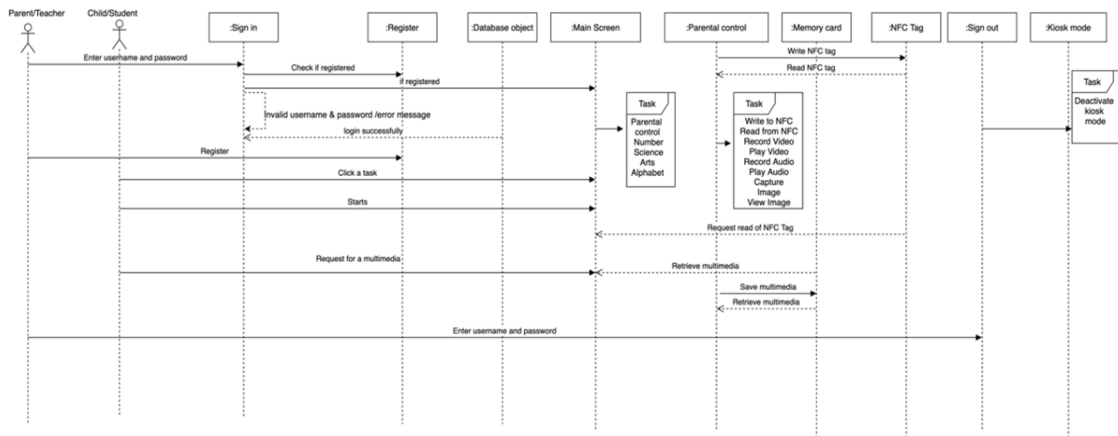 Parent/Teacher
Child/Student
:Sign in
:Register
:Database object
:Main Screen
:Parental control
:Memory card
:NFC Tag
:Sign out
:Kiosk mode
Enter username and password
Check if registered
if registered
Invalid username & password /error message
login successfully
Register
Click a task
Starts
Write NFC tag
Read NFC tag
Task
Parental
control
Number
Science
Arts
Alphabet
Task
Write to NFC
Read from NFC
Record Video
Play Video
Record Audio
Play Audio
Capture
Image
View Image
Task
Deactivate
kiosk
mode
Request read of NFC Tag
Request for a multimedia
Retrieve multimedia
Save multimedia
Retrieve multimedia
Enter username and password